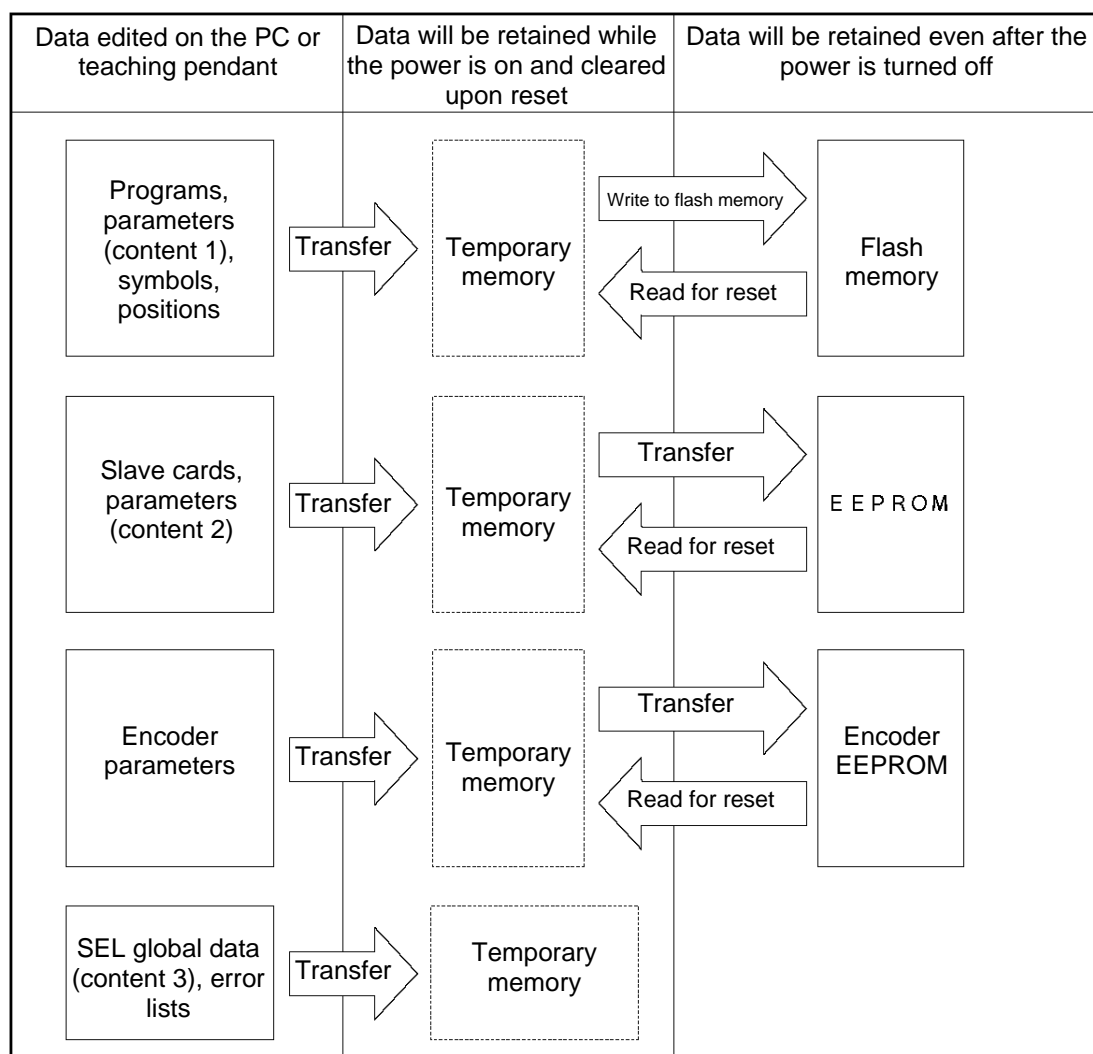 Data edited on the PC or
teaching pendant
Data will be retained while
the power is on and cleared
upon reset
Data will be retained even after the
power is turned off
Programs,
parameters
(content 1),
symbols,
positions
Transfer
Temporary
memory
Write to flash memory
Read for reset
Flash
memory
Slave cards,
parameters
(content 2)
Transfer
Temporary
memory
Transfer
Read for reset
EEPROM
Encoder
parameters
Transfer
Temporary
memory
Transfer
Read for reset
Encoder
EEPROM
SEL global data
(content 3), error
lists
Transfer
Temporary
memory